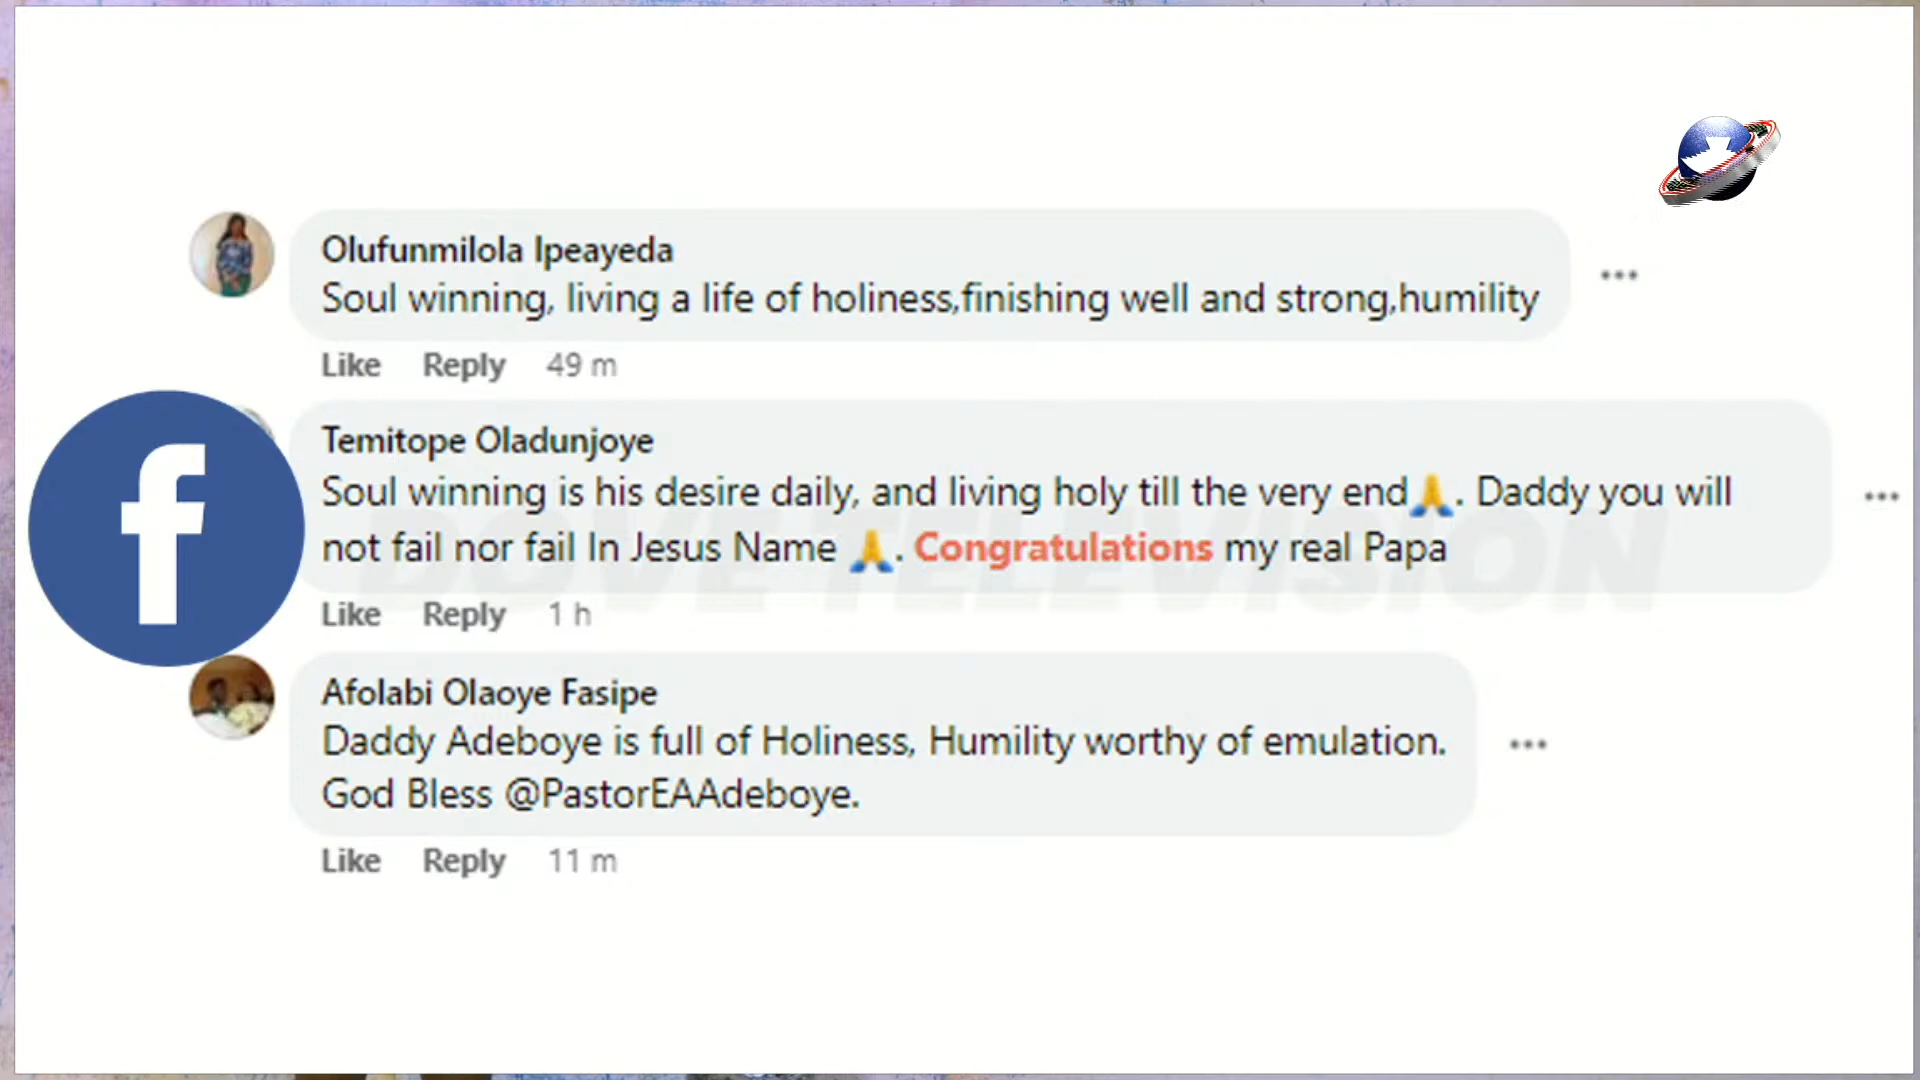 Olufunmilola Ipeayeda
Soul winning, living a life of holiness,finishing well and strong,humility
Like Reply 49 m
f
Temitope Oladunjoye
Soul winning is his desire daily, and living holy till the very end🙏. Daddy you will
not fail nor fail In Jesus Name 🙏. Congratulations my real Papa
DOVE TELEVISION
Like Reply 1 h
Afolabi Olaoye Fasipe
Daddy Adeboye is full of Holiness, Humility worthy of emulation.
God Bless @PastorEAAdeboye.
Like Reply 11 m